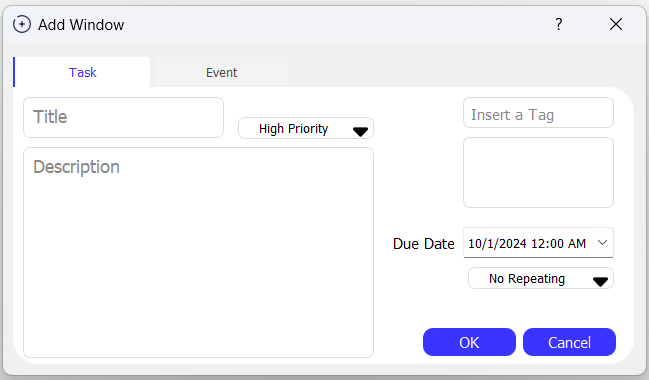 Add Window
?
Task
Event
Title
High Priority
Insert a Tag
Description
Due Date
10/1/2024 12:00 AM
No Repeating
OK
Cancel